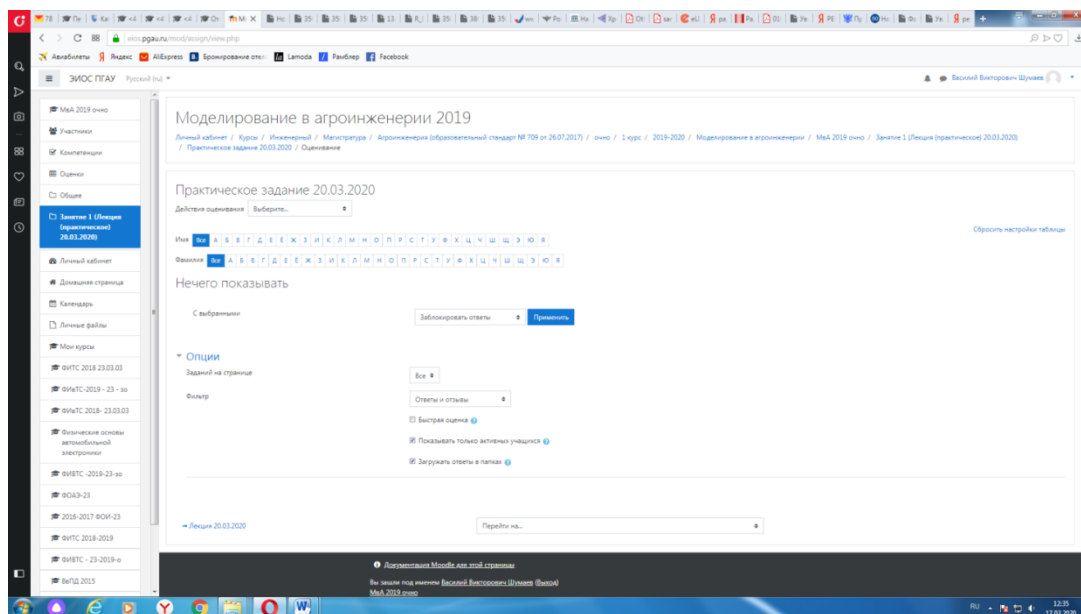 eios.pgau.ru/mod/assign/view.php
Авиабилеты Яндекс AliExpress Бронирование отел Lamoda Рамблер Facebook
ЭИОС ПГАУ Русский (ru)
Василий Викторович Шумаев
МвА 2019 очно
Участники
Компетенции
Оценки
Общее
Занятие 1 (Лекция (практическое) 20.03.2020)
Личный кабинет
Домашняя страница
Календарь
Личные файлы
Мои курсы
ФИТС 2018 23.03.03
ФИвТС-2019 - 23 - зо
ФИвТС 2018- 23.03.03
Физические основы автомобильной электроники
ФИВТС -2019-23-зо
ФОАЭ-23
2016-2017 ФОИ-23
ФИТС 2018-2019
ФИВТС - 23-2019-о
ВвПД 2015
Моделирование в агроинженерии 2019
Личный кабинет / Курсы / Инженерный / Магистратура / Агроинженерия (образовательный стандарт № 709 от 26.07.2017) / очно / 1 курс / 2019-2020 / Моделирование в агроинженерии / МвА 2019 очно / Занятие 1 (Лекция (практическое) 20.03.2020)
/ Практическое задание 20.03.2020 / Оценивание
Практическое задание 20.03.2020
Действия оценивания Выберите...
Сбросить настройки таблицы
Имя Все А Б В Г Д Е Ё Ж З И К Л М Н О П Р С Т У Ф Х Ц Ч Ш Щ Э Ю Я
Фамилия Все А Б В Г Д Е Ё Ж З И К Л М Н О П Р С Т У Ф Х Ц Ч Ш Щ Э Ю Я
Нечего показывать
С выбранными Заблокировать ответы Применить
Опции
Заданий на странице Все
Фильтр Ответы и отзывы
Быстрая оценка
Показывать только активных учащихся
Загружать ответы в папках
Лекция 20.03.2020 Перейти на...
Документация Moodle для этой страницы
Вы зашли под именем Василий Викторович Шумаев (Выход)
МвА 2019 очно
RU 12:35
17.03.2020